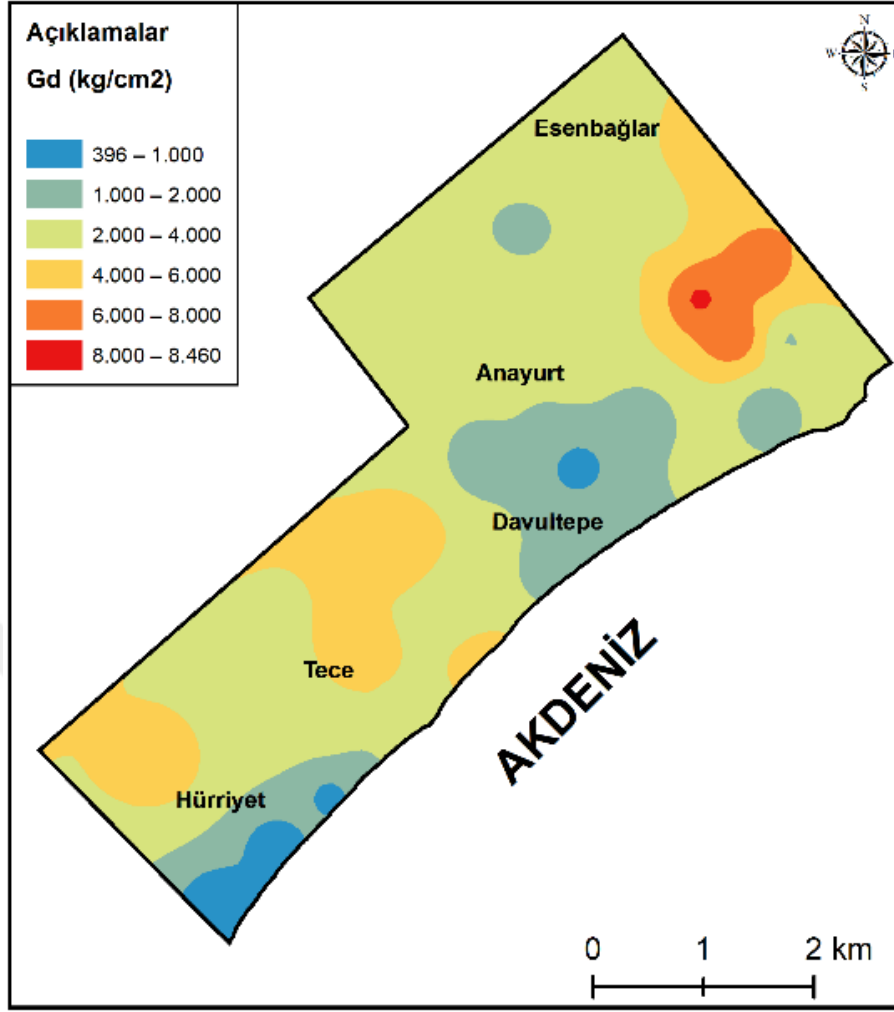 Açıklamalar
Gd (kg/cm2)
396 – 1.000
1.000 – 2.000
2.000 – 4.000
4.000 – 6.000
6.000 – 8.000
8.000 – 8.460
N
W
S
Esenbağlar
Anayurt
Davultepe
Tece
Hürriyet
AKDENİZ
0 1 2 km